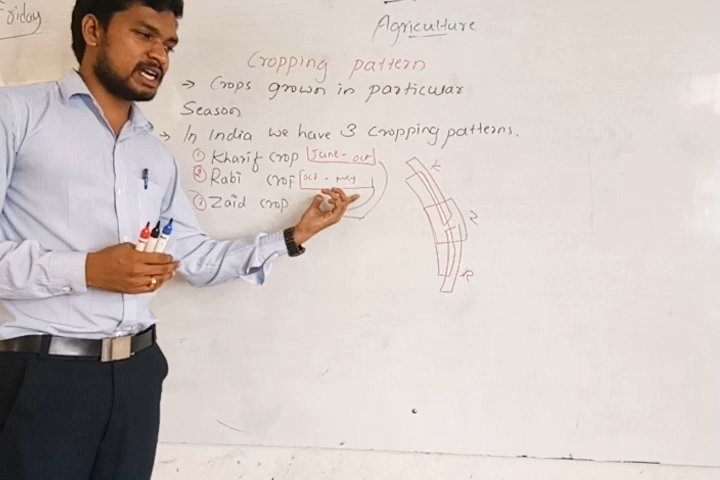 Friday
Agriculture
Cropping pattern
→ Crops grown in particular
Season
→ In India we have 3 Cropping patterns.
① Kharif crop June - Oct
② Rabi crop Oct - May
③ Zaid crop
K
R